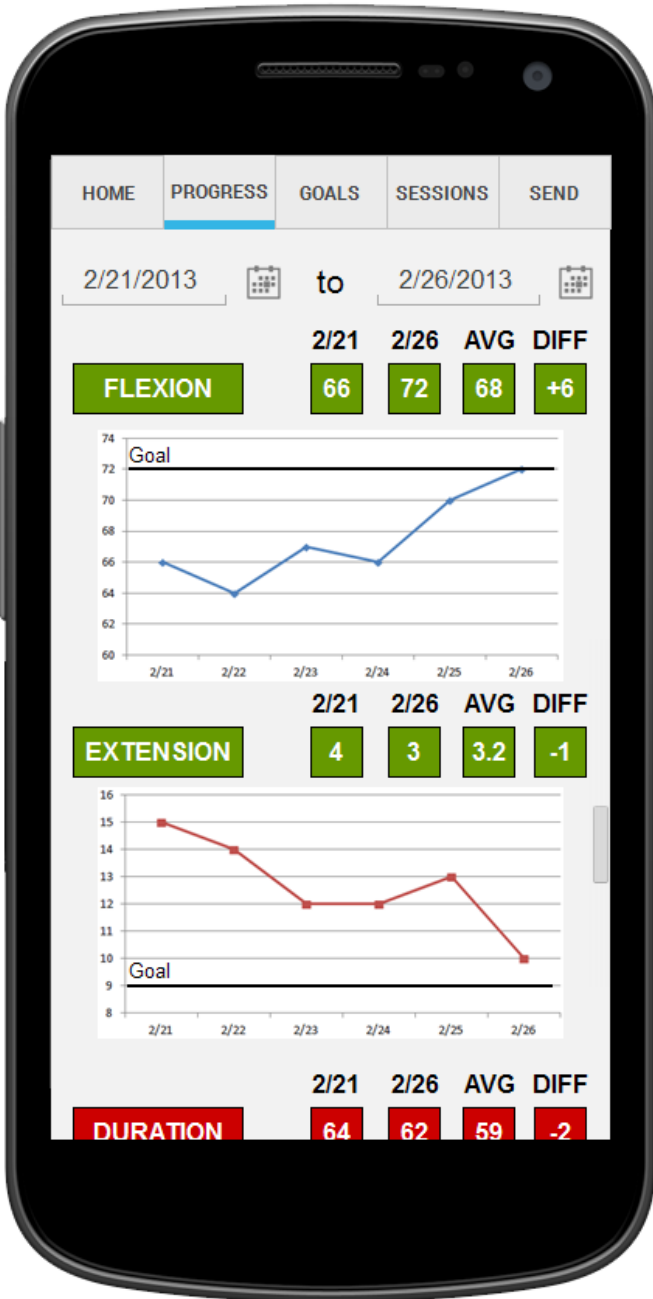 HOME PROGRESS GOALS SESSIONS SEND
2/21/2013 to 2/26/2013
2/21 2/26 AVG DIFF
FLEXION 66 72 68 +6
74
Goal
72
70
68
66
64
62
60
2/21 2/22 2/23 2/24 2/25 2/26
2/21 2/26 AVG DIFF
EXTENSION 4 3 3.2 -1
16
15
14
13
12
11
10
Goal
9
8
2/21 2/22 2/23 2/24 2/25 2/26
2/21 2/26 AVG DIFF
DURATION 64 62 59 -2